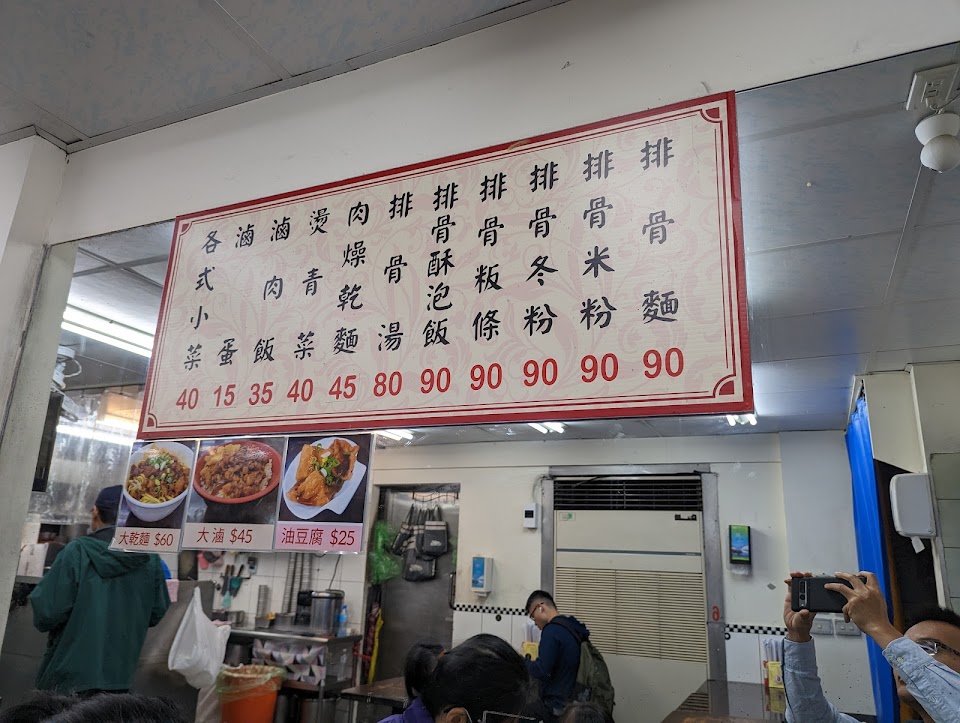 排骨麵 90
排骨米粉 90
排骨冬粉 90
排骨粄條 90
排骨酥泡飯 90
排骨湯 80
肉燥乾麵 45
燙青菜 40
滷肉飯 35
滷蛋 15
各式小菜 40
大乾麵 $60
大滷 $45
油豆腐 $25